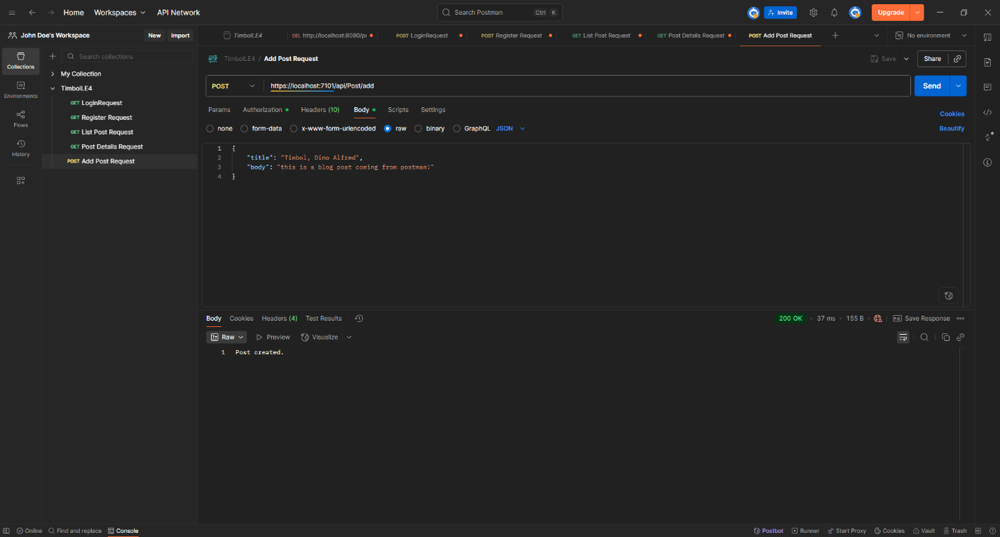 Home Workspaces API Network Search Postman Ctrl K Invite Upgrade
John Doe's Workspace New Import
TimbolLE4 DEL http://localhost:8080/p POST LoginRequest POST Register Request GET List Post Request GET Post Details Request POST Add Post Request No environment
Collections
Environments
Flows
History
Search collections
My Collection
TimbolLE4
GET LoginRequest
GET Register Request
GET List Post Request
GET Post Details Request
POST Add Post Request
HTTP TimbolLE4 / Add Post Request Save Share
POST https://localhost:7101/api/Post/add Send
Params Authorization Headers (10) Body Scripts Settings Cookies
none form-data x-www-form-urlencoded raw binary GraphQL JSON Beautify
1 {
2 "title": "Timbol, Dino Alfred",
3 "body": "this is a blog post coming from postman!"
4 }
Body Cookies Headers (4) Test Results 200 OK 37 ms 155 B Save Response
Raw Preview Visualize
1 Post created.
Online Find and replace Console Postbot Runner Start Proxy Cookies Vault Trash